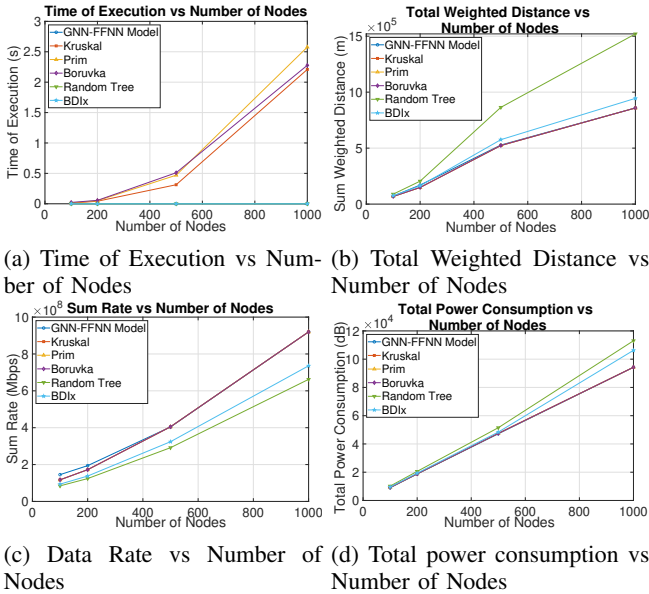 Time of Execution vs Number of Nodes
3
2.5
2
1.5
1
0.5
0
Time of Execution (s)
GNN-FFNN Model
Kruskal
Prim
Boruvka
Random Tree
BDIx
0 200 400 600 800 1000
Number of Nodes
(a) Time of Execution vs Num-
ber of Nodes
Total Weighted Distance vs
Number of Nodes
×10^5
15
10
5
0
Sum Weighted Distance (m)
GNN-FFNN Model
Kruskal
Prim
Boruvka
Random Tree
BDIx
0 200 400 600 800 1000
Number of Nodes
(b) Total Weighted Distance vs
Number of Nodes
×10^8
Sum Rate vs Number of Nodes
10
8
6
4
2
0
Sum Rate (Mbps)
GNN-FFNN Model
Kruskal
Prim
Boruvka
Random Tree
BDIx
0 200 400 600 800 1000
Number of Nodes
(c) Data Rate vs Number of
Nodes
Total Power Consumption vs
Number of Nodes
×10^4
12
10
8
6
4
2
0
Total Power Consumption (dB)
GNN-FFNN Model
Kruskal
Prim
Boruvka
Random Tree
BDIx
0 200 400 600 800 1000
Number of Nodes
(d) Total power consumption vs
Number of Nodes